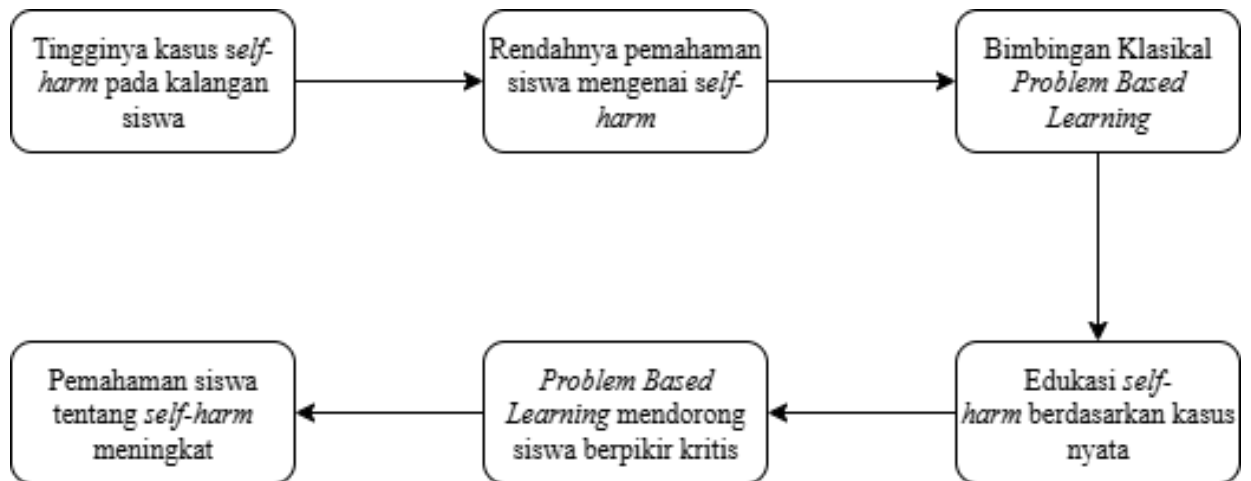 Tingginya kasus self-
harm pada kalangan
siswa
Rendahnya pemahaman
siswa mengenai self-
harm
Bimbingan Klasikal
Problem Based
Learning
Edukasi self-
harm berdasarkan kasus
nyata
Problem Based
Learning mendorong
siswa berpikir kritis
Pemahaman siswa
tentang self-harm
meningkat